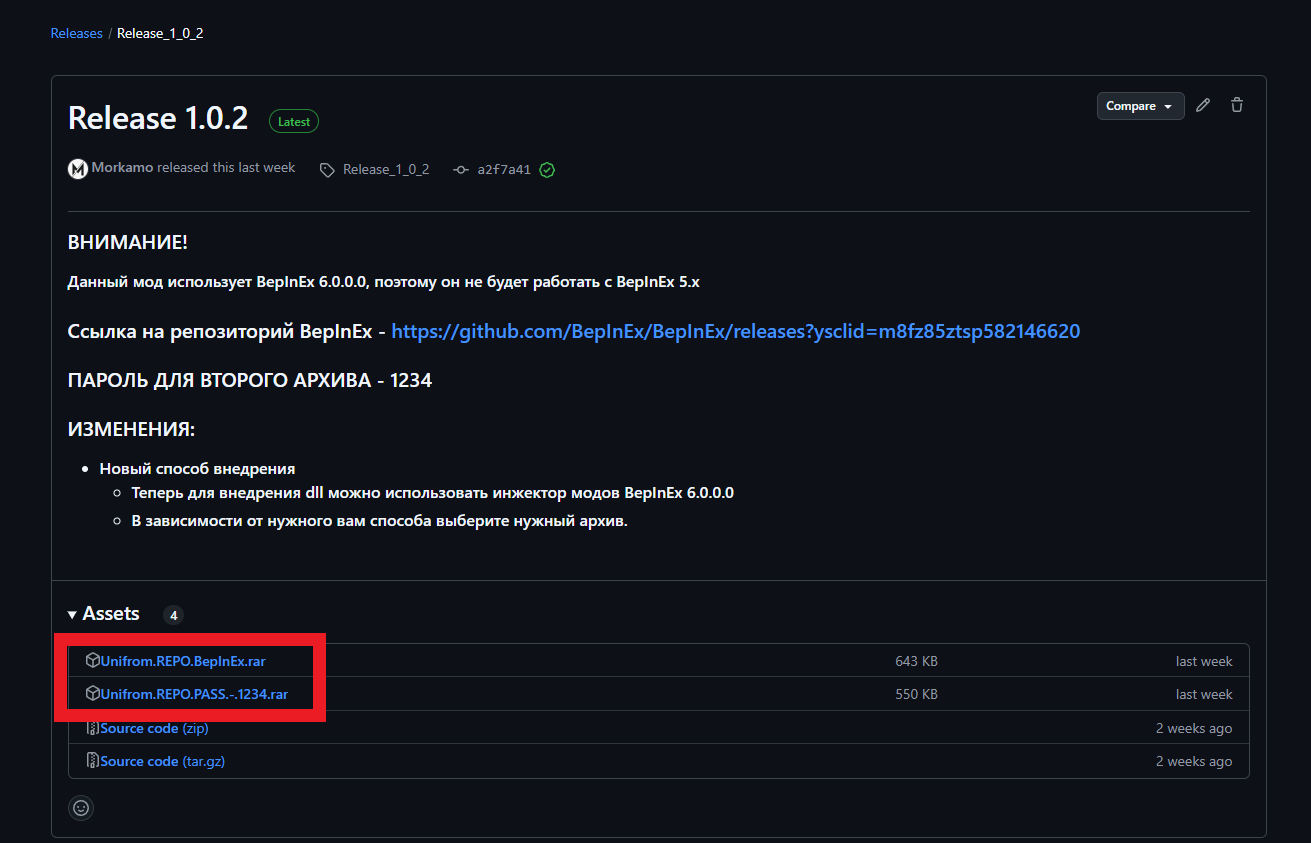 Releases / Release_1_0_2
Release 1.0.2 Latest
Compare
Morkamo released this last week Release_1_0_2 a2f7a41
ВНИМАНИЕ!
Данный мод использует BepInEx 6.0.0.0, поэтому он не будет работать с BepInEx 5.x
Ссылка на репозиторий BepInEx - https://github.com/BepInEx/BepInEx/releases?ysclid=m8fz85ztsp582146620
ПАРОЛЬ ДЛЯ ВТОРОГО АРХИВА - 1234
ИЗМЕНЕНИЯ:
Новый способ внедрения
Теперь для внедрения dll можно использовать инжектор модов BepInEx 6.0.0.0
В зависимости от нужного вам способа выберите нужный архив.
Assets 4
Unifrom.REPO.BepInEx.rar 643 KB last week
Unifrom.REPO.PASS.-.1234.rar 550 KB last week
Source code (zip) 2 weeks ago
Source code (tar.gz) 2 weeks ago